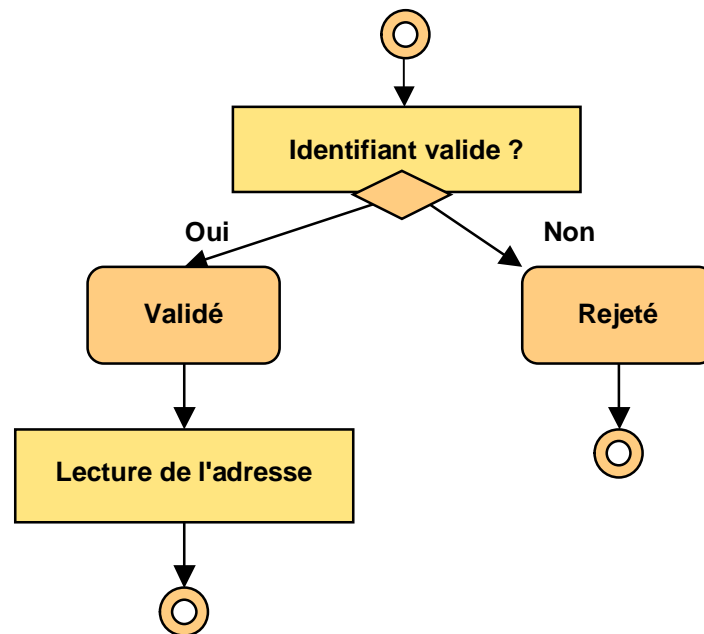 Identifiant valide ?
Oui
Non
Validé
Rejeté
Lecture de l'adresse